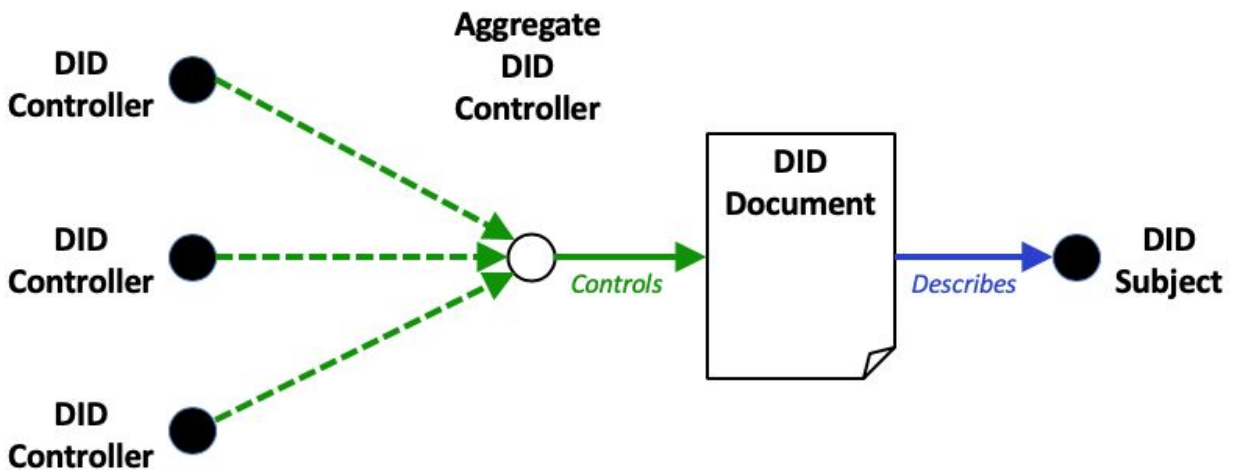 DID
Controller
Aggregate
DID
Controller
DID
Controller
Controls
DID
Document
Describes
DID
Subject
DID
Controller